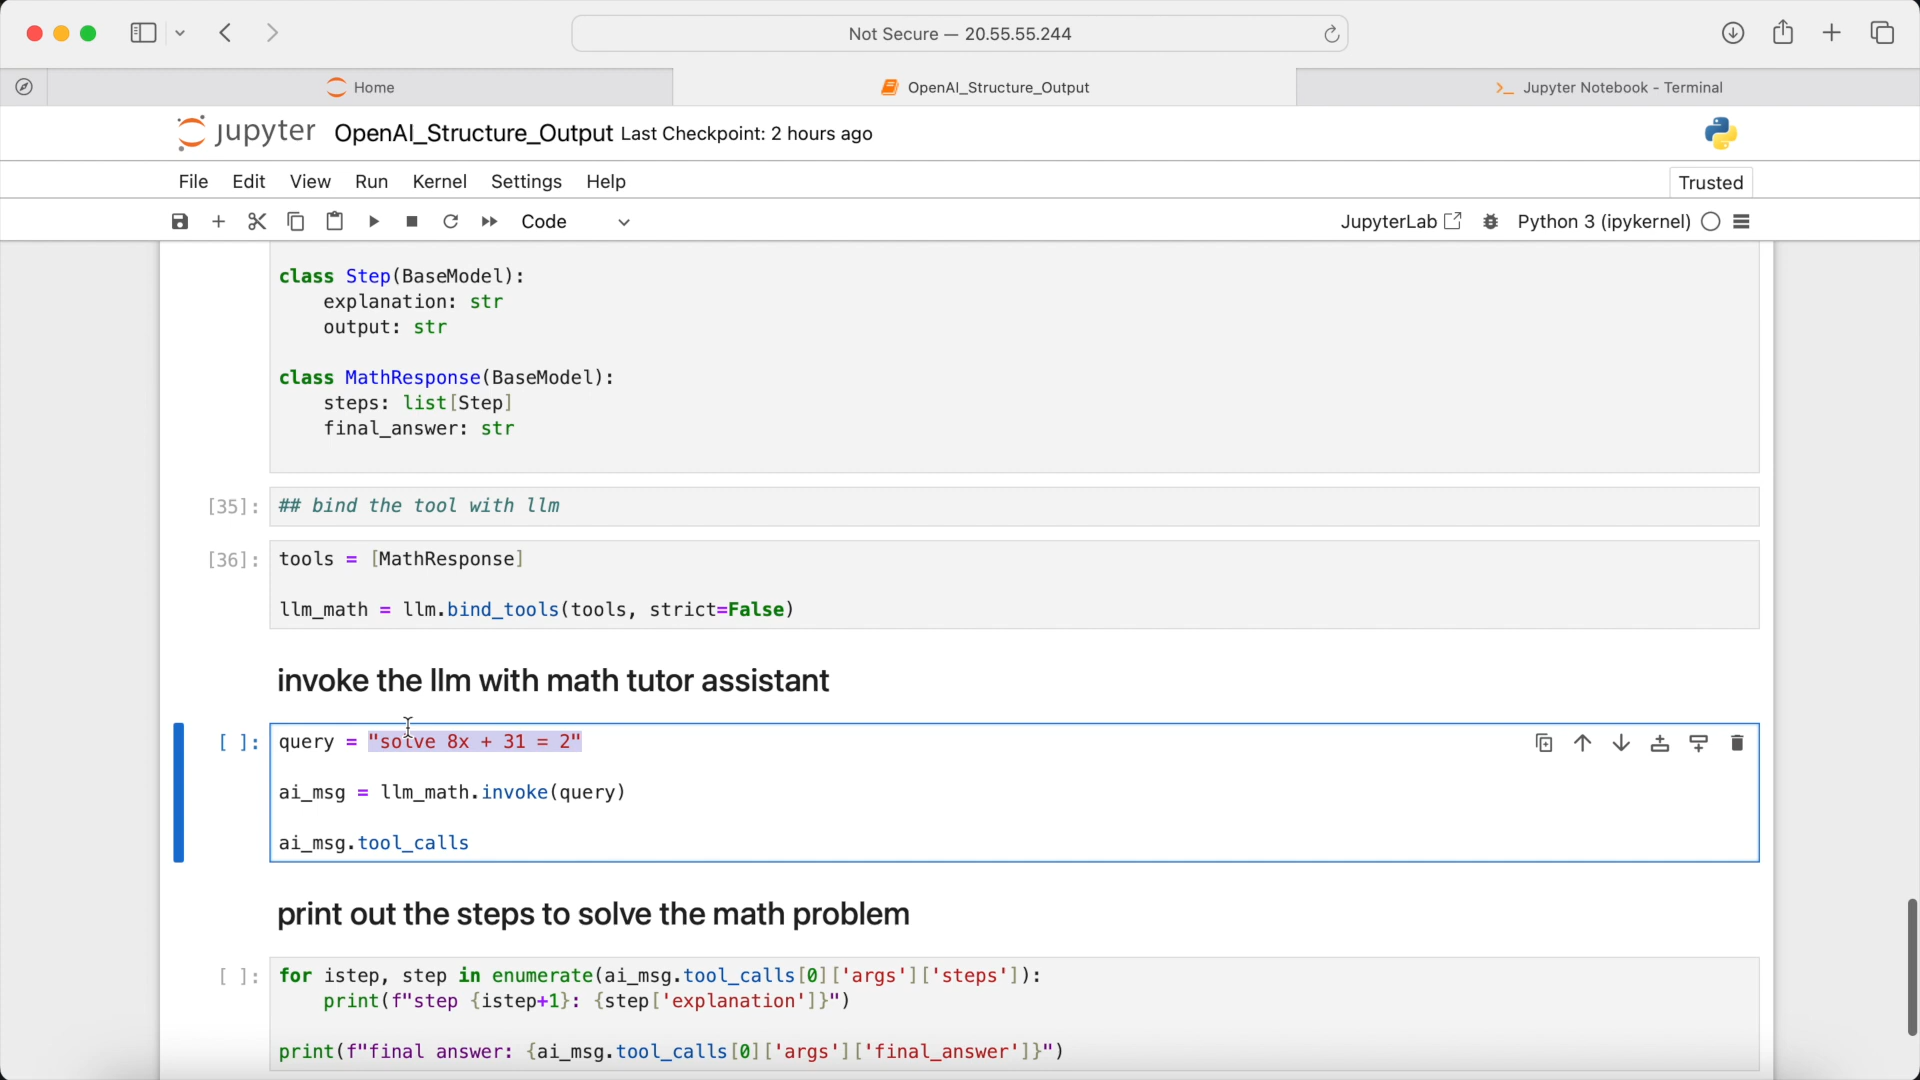 Not Secure — 20.55.55.244
Home
OpenAI_Structure_Output
Jupyter Notebook - Terminal
jupyter OpenAI_Structure_Output Last Checkpoint: 2 hours ago
File Edit View Run Kernel Settings Help
Trusted
Code
JupyterLab
Python 3 (ipykernel)
class Step(BaseModel):
    explanation: str
    output: str
class MathResponse(BaseModel):
    steps: list[Step]
    final_answer: str
[35]: ## bind the tool with llm
[36]: tools = [MathResponse]
llm_math = llm.bind_tools(tools, strict=False)
invoke the llm with math tutor assistant
[ ]: query = "solve 8x + 31 = 2"
ai_msg = llm_math.invoke(query)
ai_msg.tool_calls
print out the steps to solve the math problem
[ ]: for istep, step in enumerate(ai_msg.tool_calls[0]['args']['steps']):
    print(f"step {istep+1}: {step['explanation']}")
print(f"final answer: {ai_msg.tool_calls[0]['args']['final_answer']}")